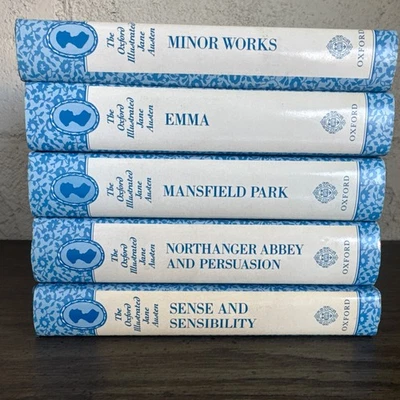 The
Oxford
Illustrated
Jane
Austen
MINOR WORKS
OXFORD
The
Oxford
Illustrated
Jane
Austen
EMMA
OXFORD
The
Oxford
Illustrated
Jane
Austen
MANSFIELD PARK
OXFORD
The
Oxford
Illustrated
Jane
Austen
NORTHANGER ABBEY
AND PERSUASION
OXFORD
The
Oxford
Illustrated
Jane
Austen
SENSE AND
SENSIBILITY
OXFORD